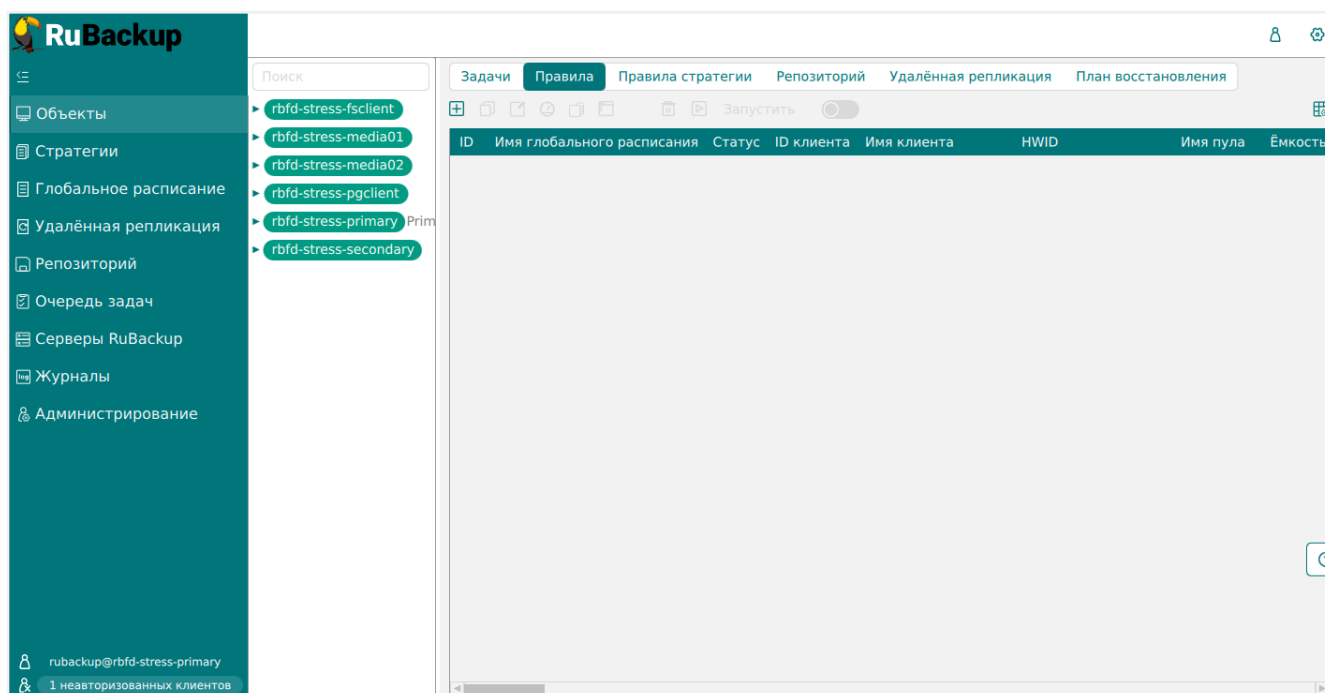 RuBackup
Объекты
Стратегии
Глобальное расписание
Удалённая репликация
Репозиторий
Очередь задач
Серверы RuBackup
log Журналы
Администрирование
rubackup@rbfd-stress-primary
1 неавторизованных клиентов
Поиск
rbfd-stress-fsclient
rbfd-stress-media01
rbfd-stress-media02
rbfd-stress-pgclient
rbfd-stress-primary Prim
rbfd-stress-secondary
Задачи Правила Правила стратегии Репозиторий Удалённая репликация План восстановления
Запустить
ID Имя глобального расписания Статус ID клиента Имя клиента HWID Имя пула Ёмкость